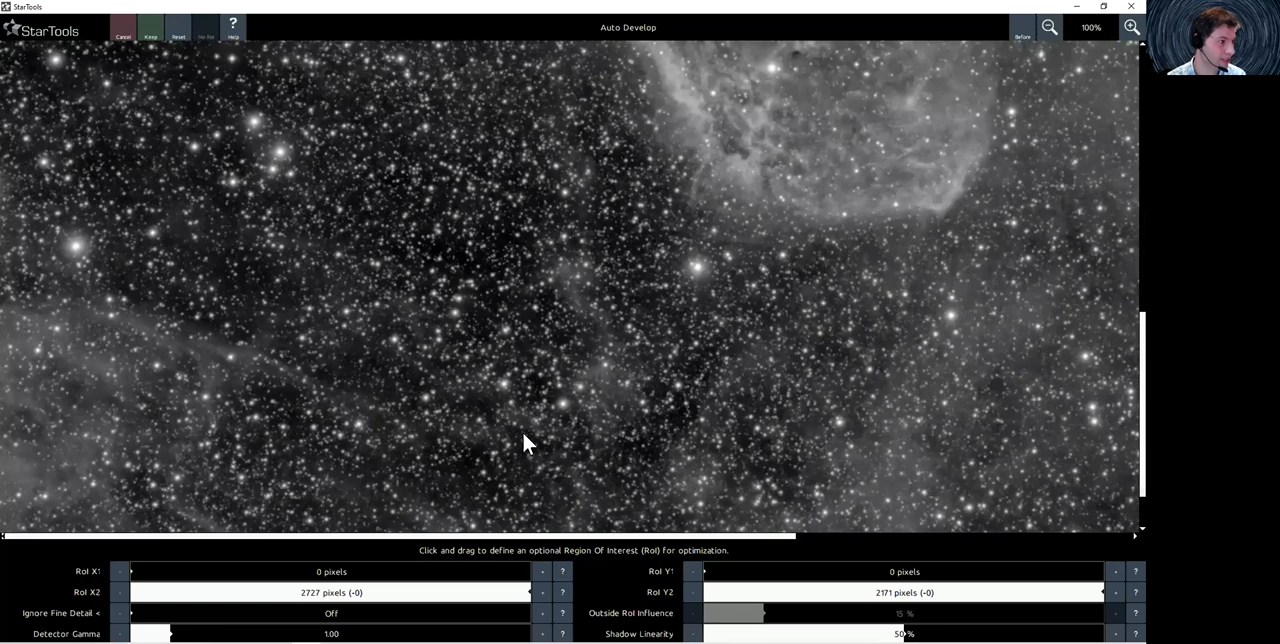 StarTools
StarTools
Cancel
Keep
Reset
No RoI
?
Help
Auto Develop
Before
100%
Click and drag to define an optional Region Of Interest (RoI) for optimization.
RoI X1 - 0 pixels + ?
RoI Y1 - 0 pixels + ?
RoI X2 - 2727 pixels (-0) + ?
RoI Y2 - 2171 pixels (-0) + ?
Ignore Fine Detail < - Off + ?
Outside RoI Influence - 15 % + ?
Detector Gamma - 1.00 + ?
Shadow Linearity - 50 % + ?